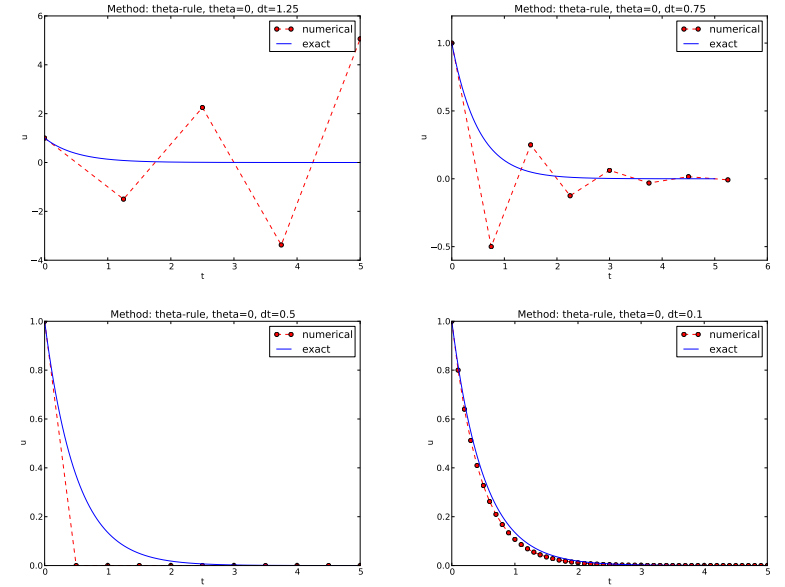 Method: theta-rule, theta=0, dt=1.25
numerical
exact
6
4
2
0
−2
−4
u
0 1 2 3 4 5
t
Method: theta-rule, theta=0, dt=0.75
numerical
exact
1.0
0.5
0.0
−0.5
u
0 1 2 3 4 5 6
t
Method: theta-rule, theta=0, dt=0.5
numerical
exact
1.0
0.8
0.6
0.4
0.2
0.0
u
0 1 2 3 4 5
t
Method: theta-rule, theta=0, dt=0.1
numerical
exact
1.0
0.8
0.6
0.4
0.2
0.0
u
0 1 2 3 4 5
t